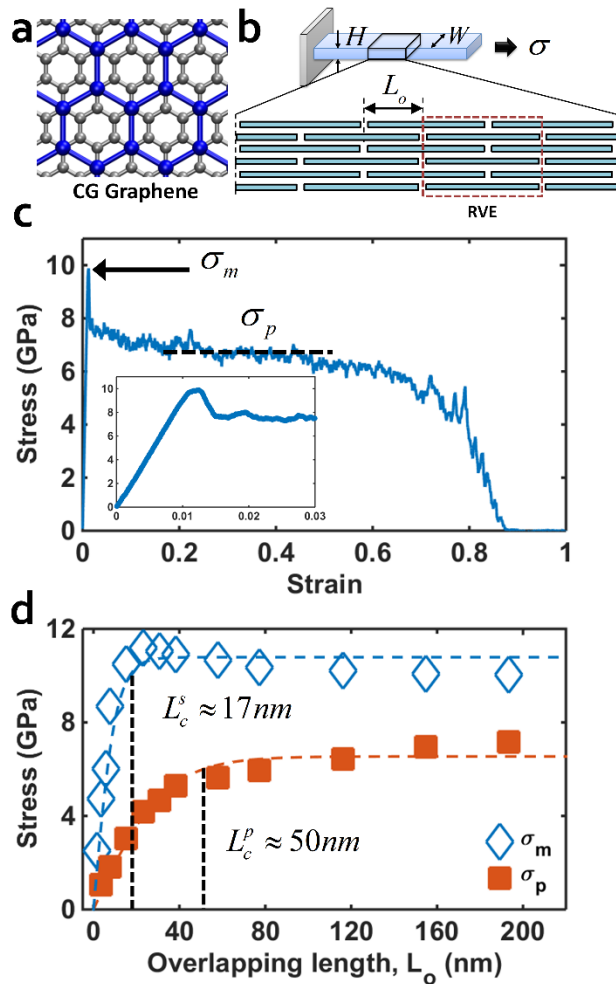 a
CG Graphene
b
H
W
σ
L_o
RVE
c
Stress (GPa)
10
8
6
4
2
0
σ_m
σ_p
10
8
6
4
2
0
0
0.01
0.02
0.03
0
0.2
0.4
0.6
0.8
1
Strain
d
Stress (GPa)
12
8
4
0
L_c^s ≈ 17nm
L_c^p ≈ 50nm
σ_m
σ_p
0
40
80
120
160
200
Overlapping length, L_o (nm)